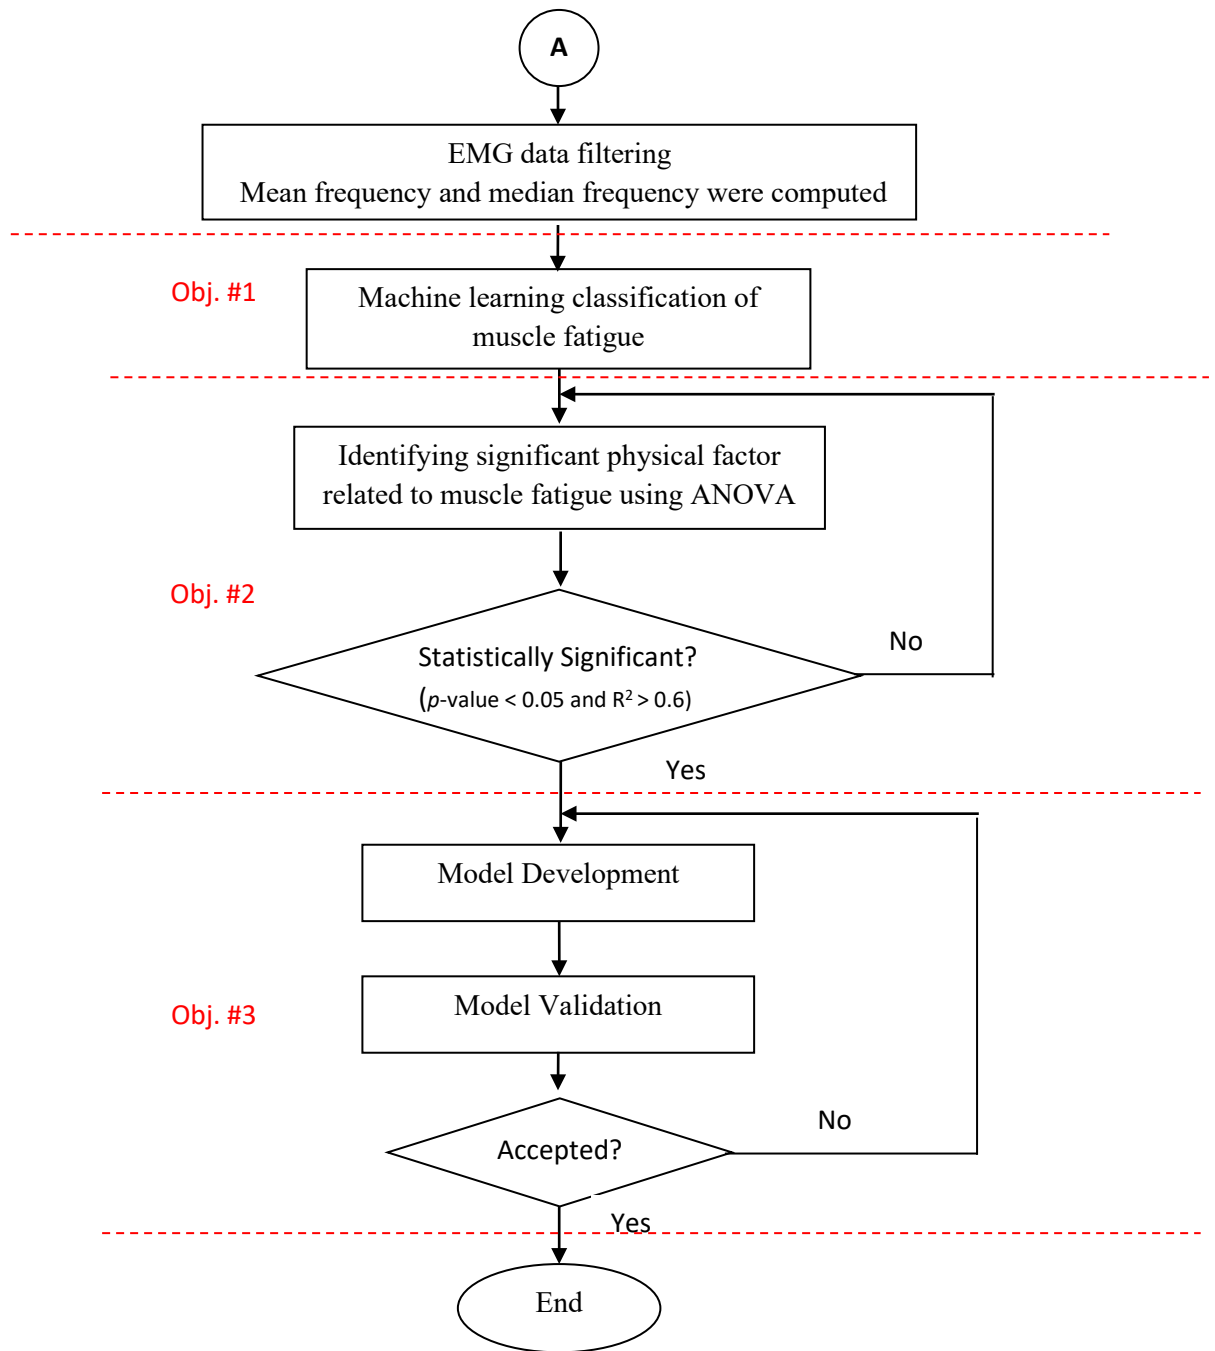 A
EMG data filtering
Mean frequency and median frequency were computed
Obj. #1
Machine learning classification of
muscle fatigue
Identifying significant physical factor
related to muscle fatigue using ANOVA
Obj. #2
Statistically Significant?
(p-value < 0.05 and R² > 0.6)
No
Yes
Model Development
Model Validation
Obj. #3
No
Accepted?
Yes
End